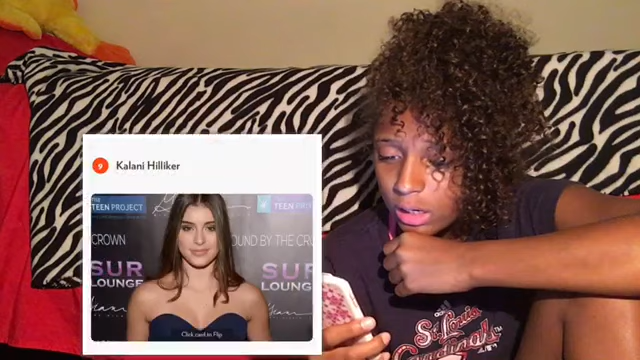 9 Kalani Hilliker
TEEN PROJECT
TEEN PROJ
CROWN
OUND BY THE CR
SUR
LOUNGE
SUR
LOUNGE
Click card to Flip
St. Louis
Cardinals